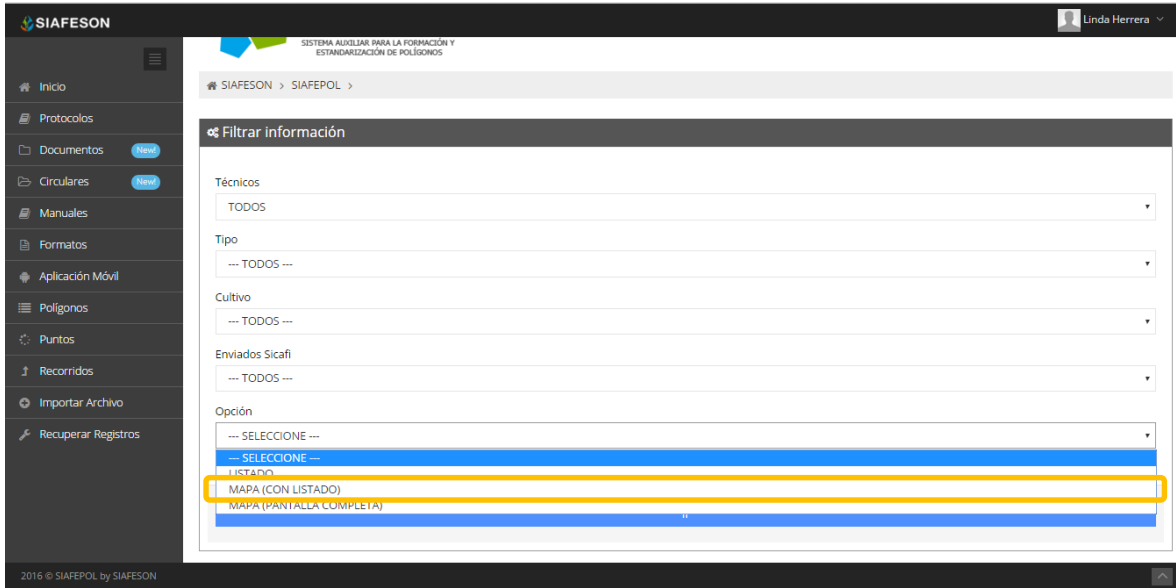 SIAFESON
Linda Herrera
SISTEMA AUXILIAR PARA LA FORMACIÓN Y
ESTANDARIZACIÓN DE POLÍGONOS
Inicio
Protocolos
Documentos New!
Circulares New!
Manuales
Formatos
Aplicación Móvil
Polígonos
Puntos
Recorridos
Importar Archivo
Recuperar Registros
SIAFESON > SIAFEPOL >
Filtrar información
Técnicos
TODOS
Tipo
--- TODOS ---
Cultivo
--- TODOS ---
Enviados Sicafi
--- TODOS ---
Opción
--- SELECCIONE ---
--- SELECCIONE ---
LISTADO
MAPA (CON LISTADO)
MAPA (PANTALLA COMPLETA)
2016 © SIAFEPOL by SIAFESON